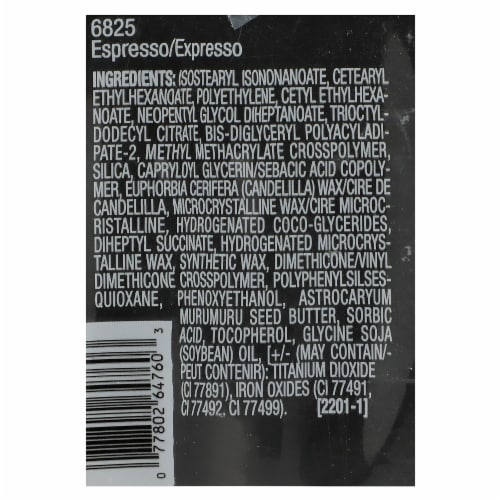 6825
Espresso/Expresso
INGREDIENTS: ISOSTEARYL ISONONANOATE, CETEARYL
ETHYLHEXANOATE, POLYETHYLENE, CETYL ETHYLHEXA-
NOATE, NEOPENTYL GLYCOL DIHEPTANOATE, TRIOCTYL-
DODECYL CITRATE, BIS-DIGLYCERYL POLYACYLADI-
PATE-2, METHYL METHACRYLATE CROSSPOLYMER,
SILICA, CAPRYLOYL GLYCERIN/SEBACIC ACID COPOLY-
MER, EUPHORBIA CERIFERA (CANDELILLA) WAX/CIRE DE
CANDELILLA, MICROCRYSTALLINE WAX/CIRE MICROC-
RISTALLINE, HYDROGENATED COCO-GLYCERIDES,
DIHEPTYL SUCCINATE, HYDROGENATED MICROCRYS-
TALLINE WAX, SYNTHETIC WAX, DIMETHICONE/VINYL
DIMETHICONE CROSSPOLYMER, POLYPHENYLSILSES-
QUIOXANE, PHENOXYETHANOL, ASTROCARYUM
MURUMURU SEED BUTTER, SORBIC
ACID, TOCOPHEROL, GLYCINE SOJA
(SOYBEAN) OIL, [+/- (MAY CONTAIN/-
PEUT CONTENIR): TITANIUM DIOXIDE
(CI 77891), IRON OXIDES (CI 77491,
CI 77492, CI 77499). [2201-1]
0 77802 64760 3